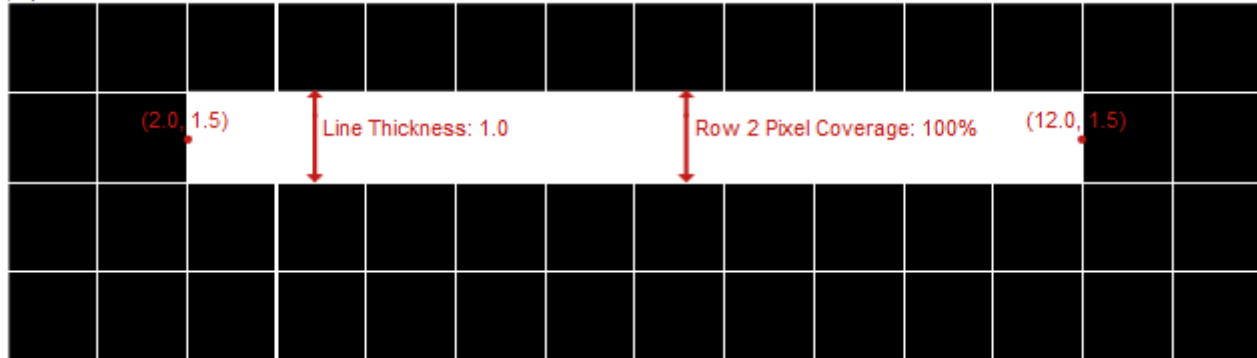 (2.0, 1.5)
Line Thickness: 1.0
Row 2 Pixel Coverage: 100%
(12.0, 1.5)